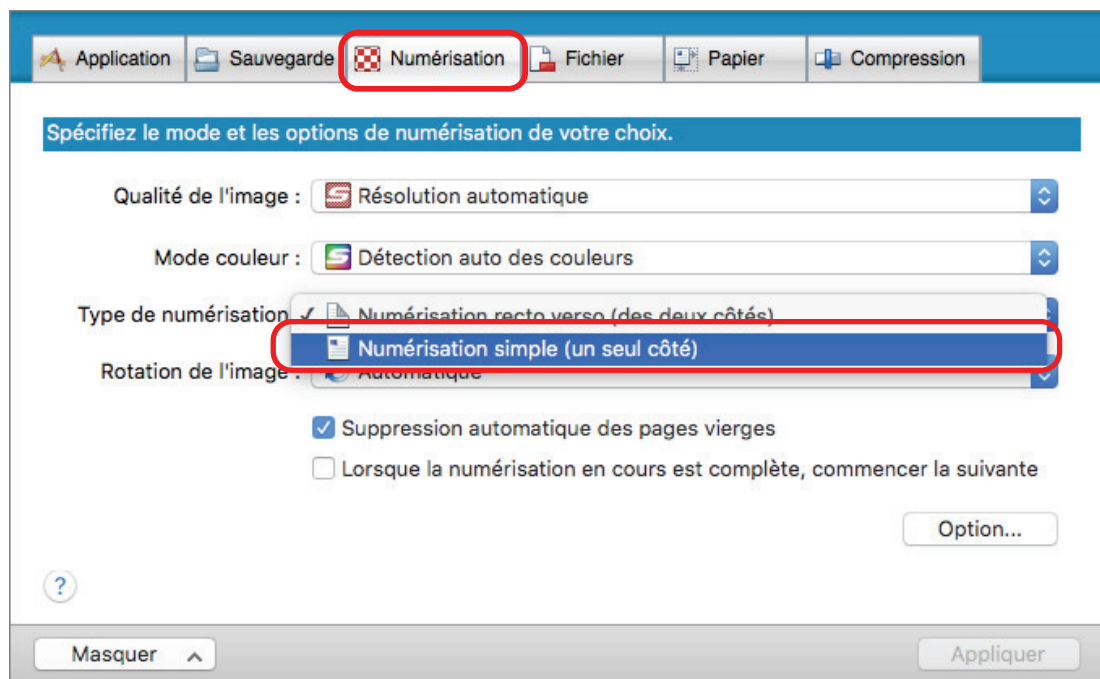 Application Sauvegarde Numérisation Fichier Papier Compression
Spécifiez le mode et les options de numérisation de votre choix.
Qualité de l'image : Résolution automatique
Mode couleur : Détection auto des couleurs
Type de numérisation ✓ Numérisation recto verso (des deux côtés)
Numérisation simple (un seul côté)
Rotation de l'image : Automatique
Suppression automatique des pages vierges
Lorsque la numérisation en cours est complète, commencer la suivante
Option...
?
Masquer Appliquer